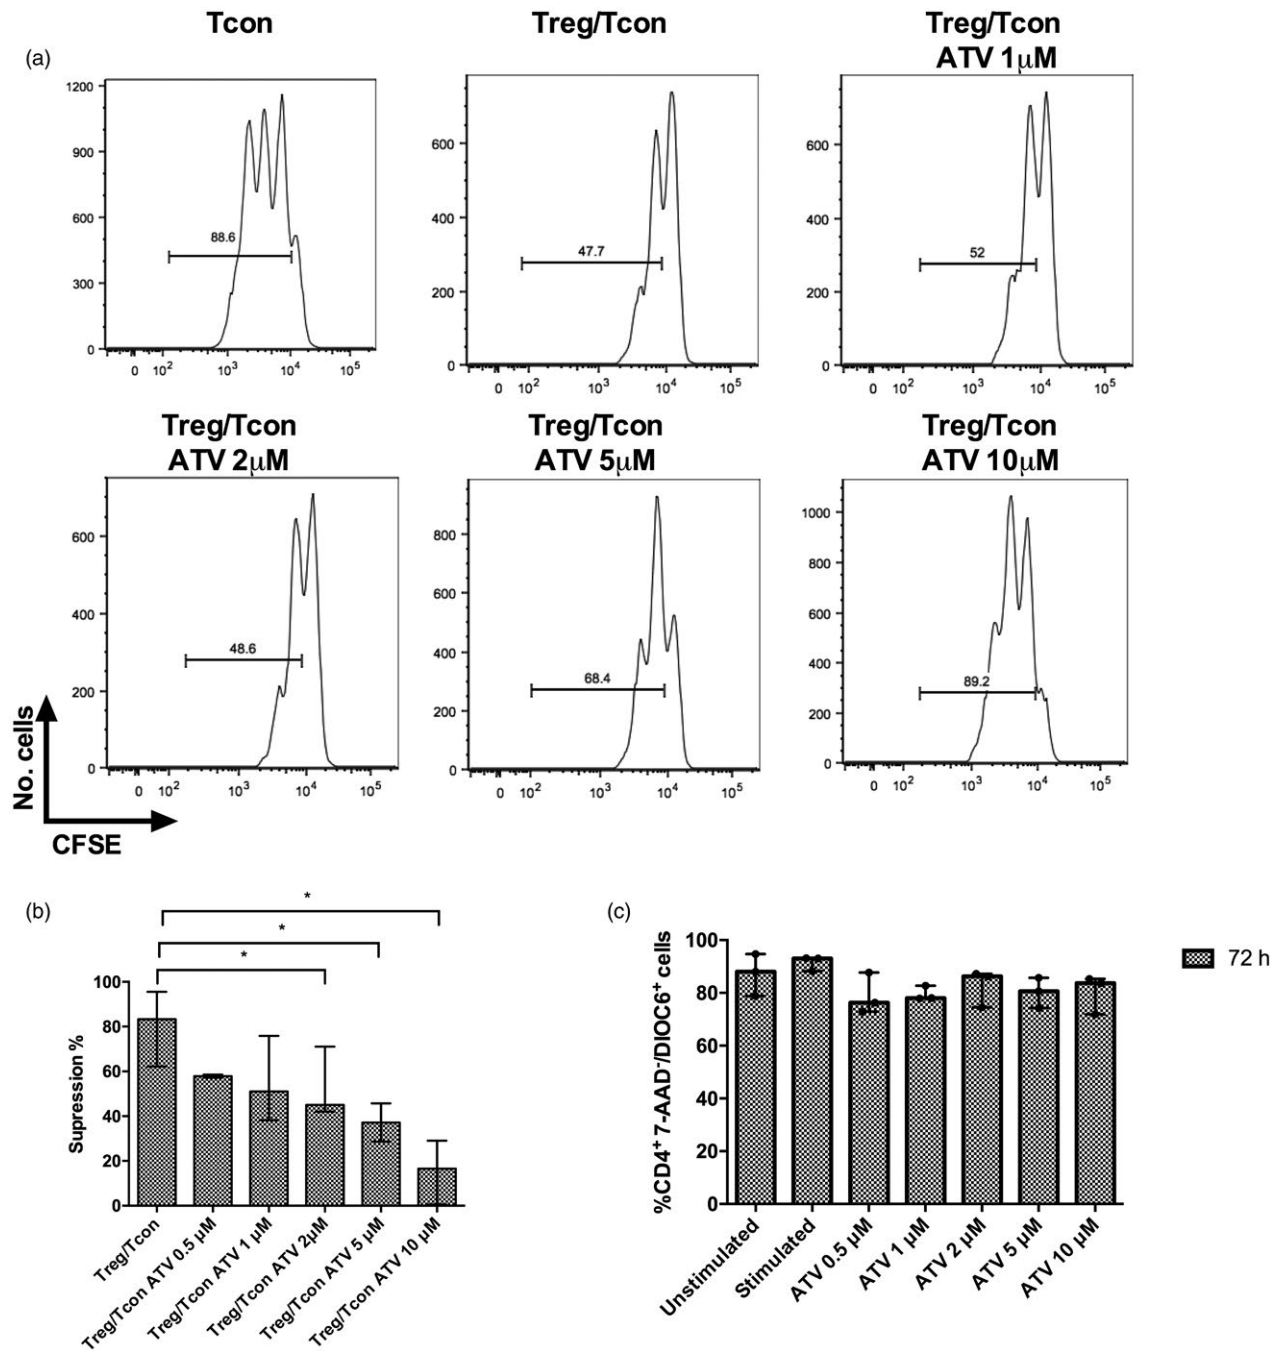 Tcon
Treg/Tcon
Treg/Tcon
ATV 1μM
(a)
1200
900
600
300
0
88.6
0 10² 10³ 10⁴ 10⁵
600
400
200
0
47.7
0 10² 10³ 10⁴ 10⁵
600
400
200
0
52
0 10² 10³ 10⁴ 10⁵
Treg/Tcon
ATV 2μM
Treg/Tcon
ATV 5μM
Treg/Tcon
ATV 10μM
600
400
200
0
48.6
0 10² 10³ 10⁴ 10⁵
800
600
400
200
0
68.4
0 10² 10³ 10⁴ 10⁵
1000
800
600
400
200
0
89.2
0 10² 10³ 10⁴ 10⁵
No. cells
CFSE
(b)
*
*
*
Supression %
100
80
60
40
20
0
Treg/Tcon
Treg/Tcon ATV 0.5 μM
Treg/Tcon ATV 1 μM
Treg/Tcon ATV 2μM
Treg/Tcon ATV 5 μM
Treg/Tcon ATV 10 μM
(c)
%CD4⁺ 7-AAD⁻/DIOC6⁺ cells
100
80
60
40
20
0
Unstimulated
Stimulated
ATV 0.5 μM
ATV 1 μM
ATV 2 μM
ATV 5 μM
ATV 10 μM
72 h